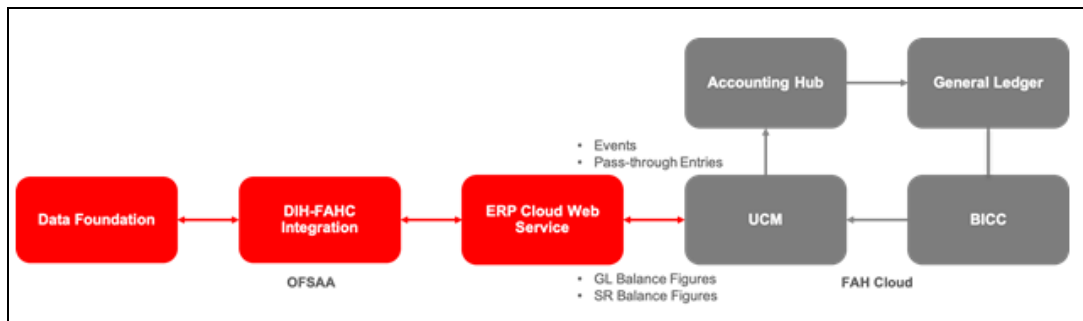 Accounting Hub
General Ledger
• Events
• Pass-through Entries
Data Foundation
DIH-FAHC
Integration
ERP Cloud Web
Service
UCM
BICC
OFSAA
• GL Balance Figures
• SR Balance Figures
FAH Cloud